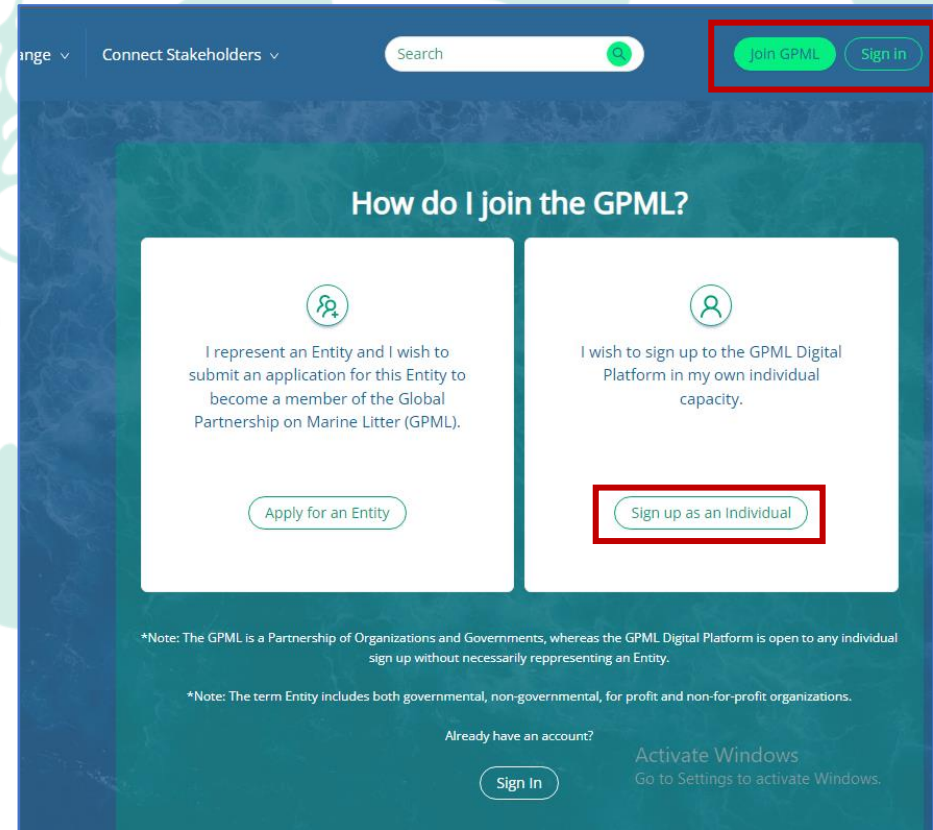 ange
Connect Stakeholders
Search
Join GPML
Sign in
How do I join the GPML?
I represent an Entity and I wish to
submit an application for this Entity to
become a member of the Global
Partnership on Marine Litter (GPML).
Apply for an Entity
I wish to sign up to the GPML Digital
Platform in my own individual
capacity.
Sign up as an Individual
*Note: The GPML is a Partnership of Organizations and Governments, whereas the GPML Digital Platform is open to any individual
sign up without necessarily reppresenting an Entity.
*Note: The term Entity includes both governmental, non-governmental, for profit and non-for-profit organizations.
Already have an account?
Sign In
Activate Windows
Go to Settings to activate Windows.